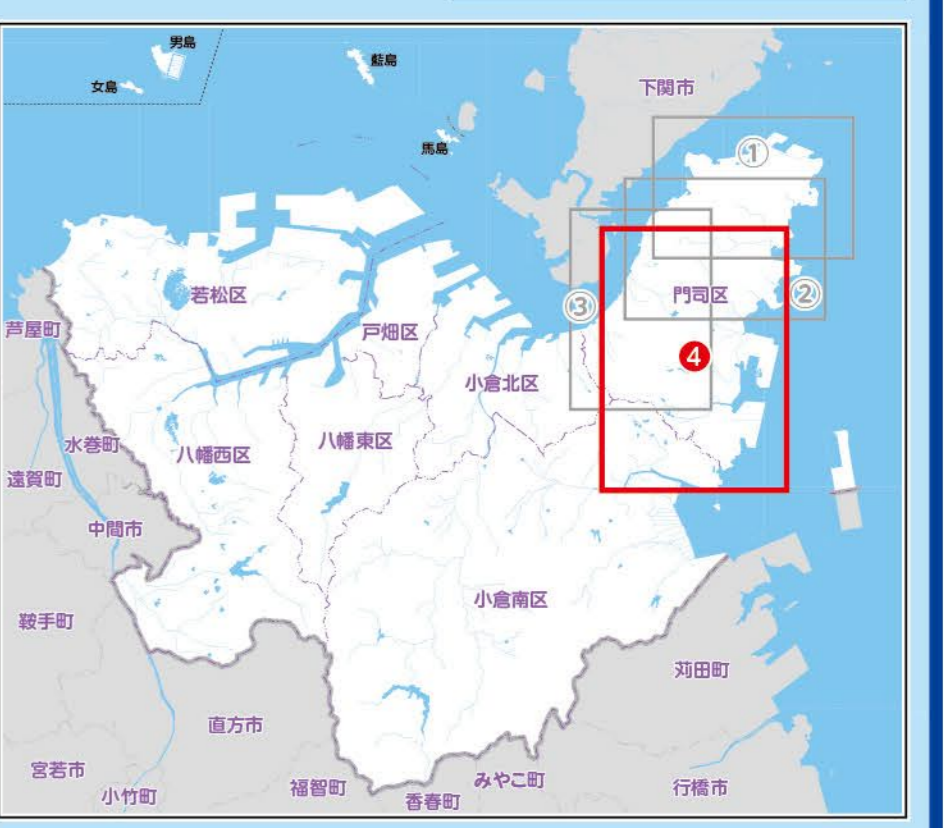 男島
藍島
女島
下関市
馬島
①
若松区
門司区
②
③
芦屋町
戸畑区
④
小倉北区
水巻町
八幡西区
八幡東区
遠賀町
中間市
小倉南区
鞍手町
苅田町
直方市
宮若市
みやこ町
小竹町
福智町
行橋市
香春町